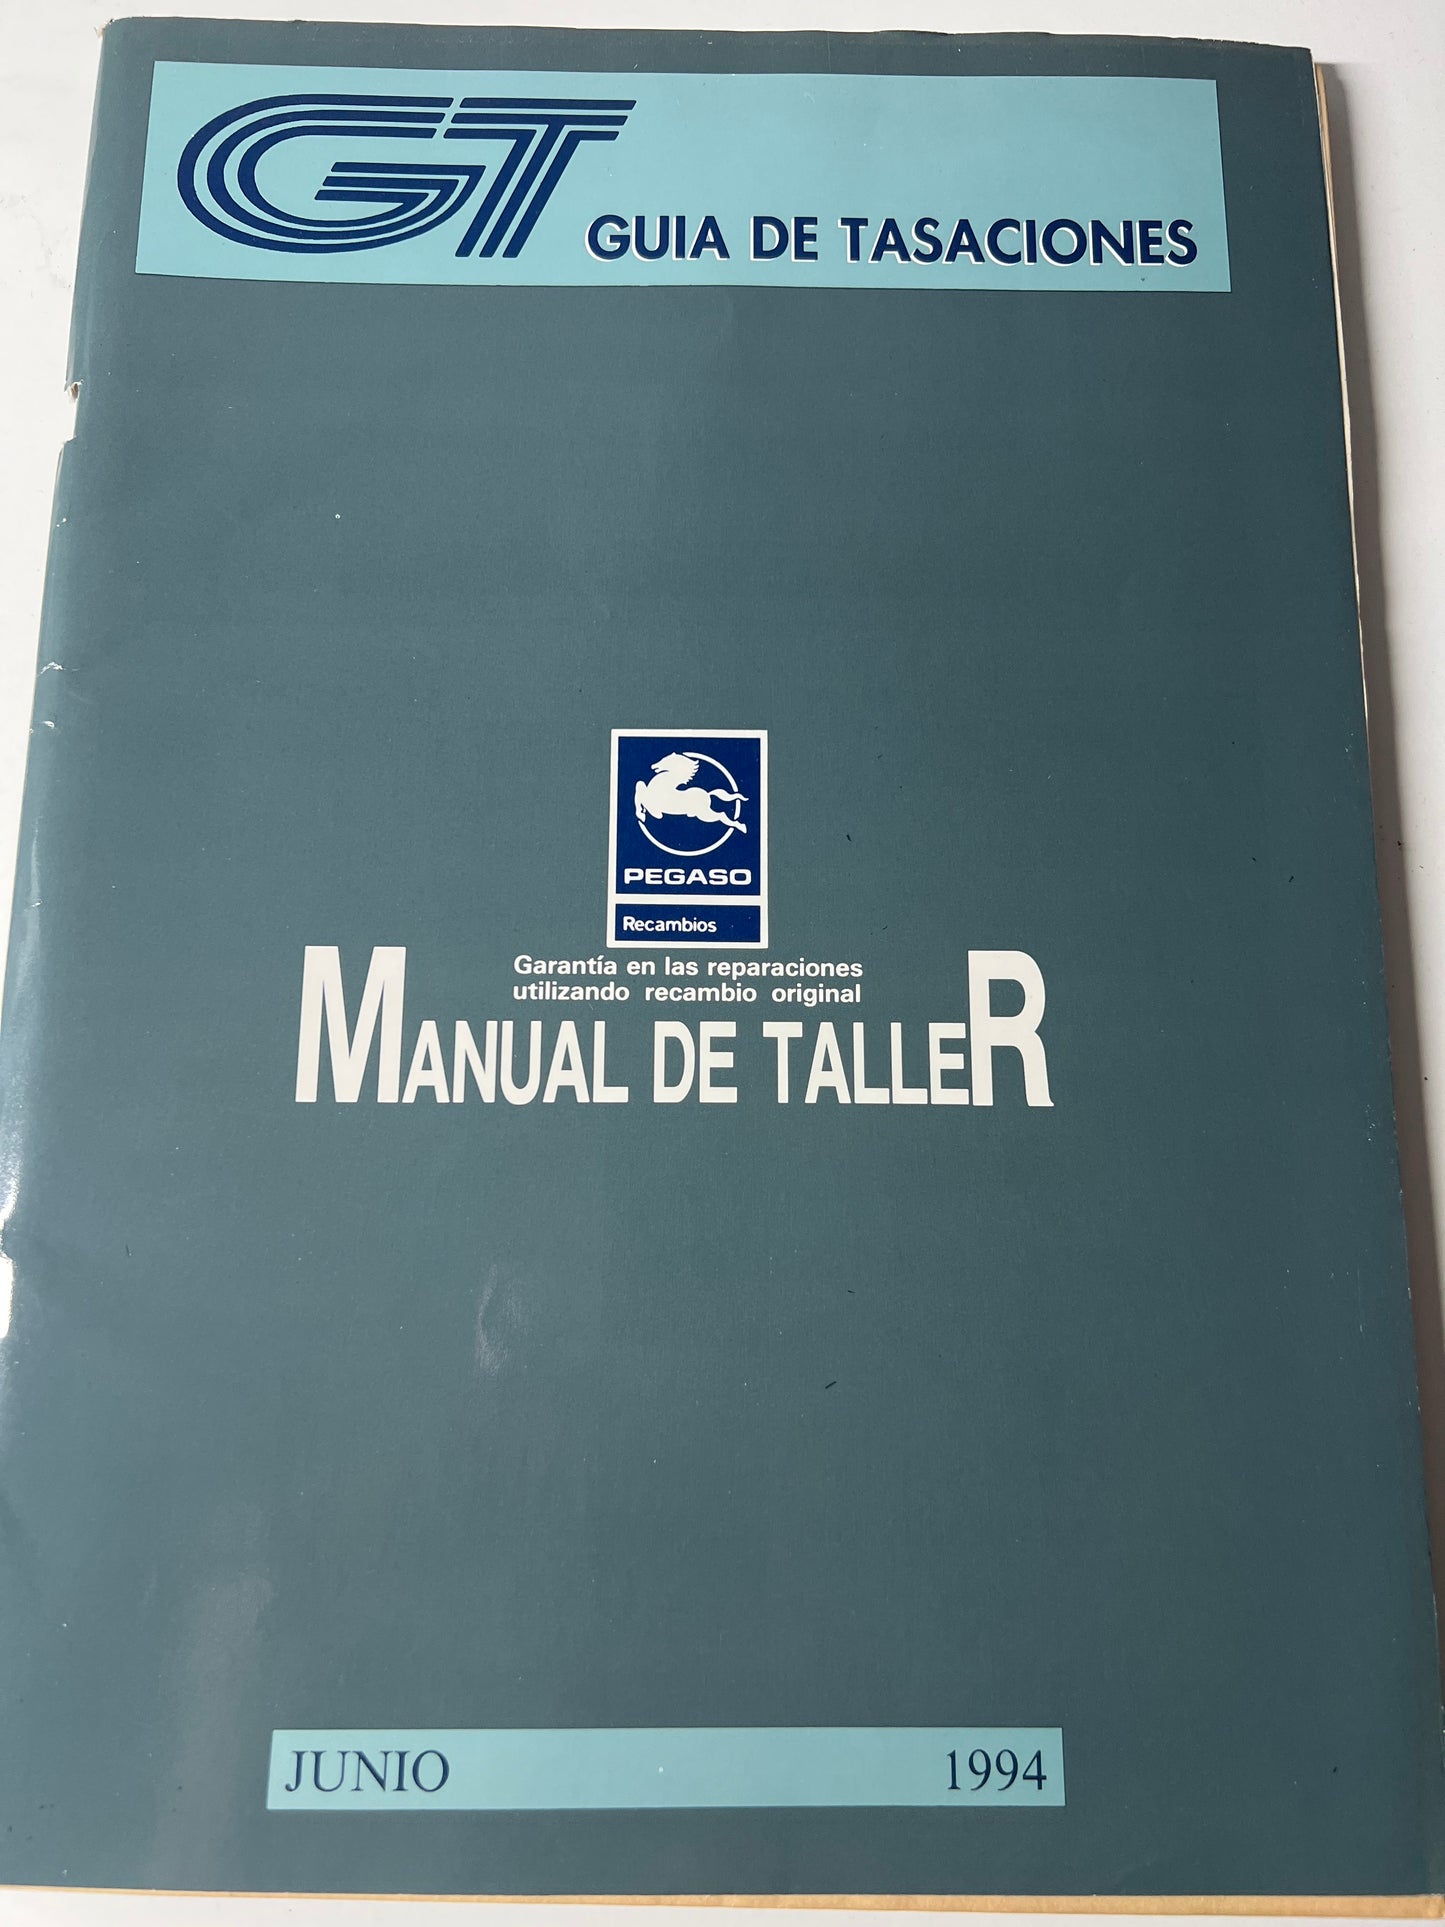 GT GUIA DE TASACIONES
PEGASO
Recambios
Garantía en las reparaciones
utilizando recambio original
MANUAL DE TALLER
JUNIO 1994